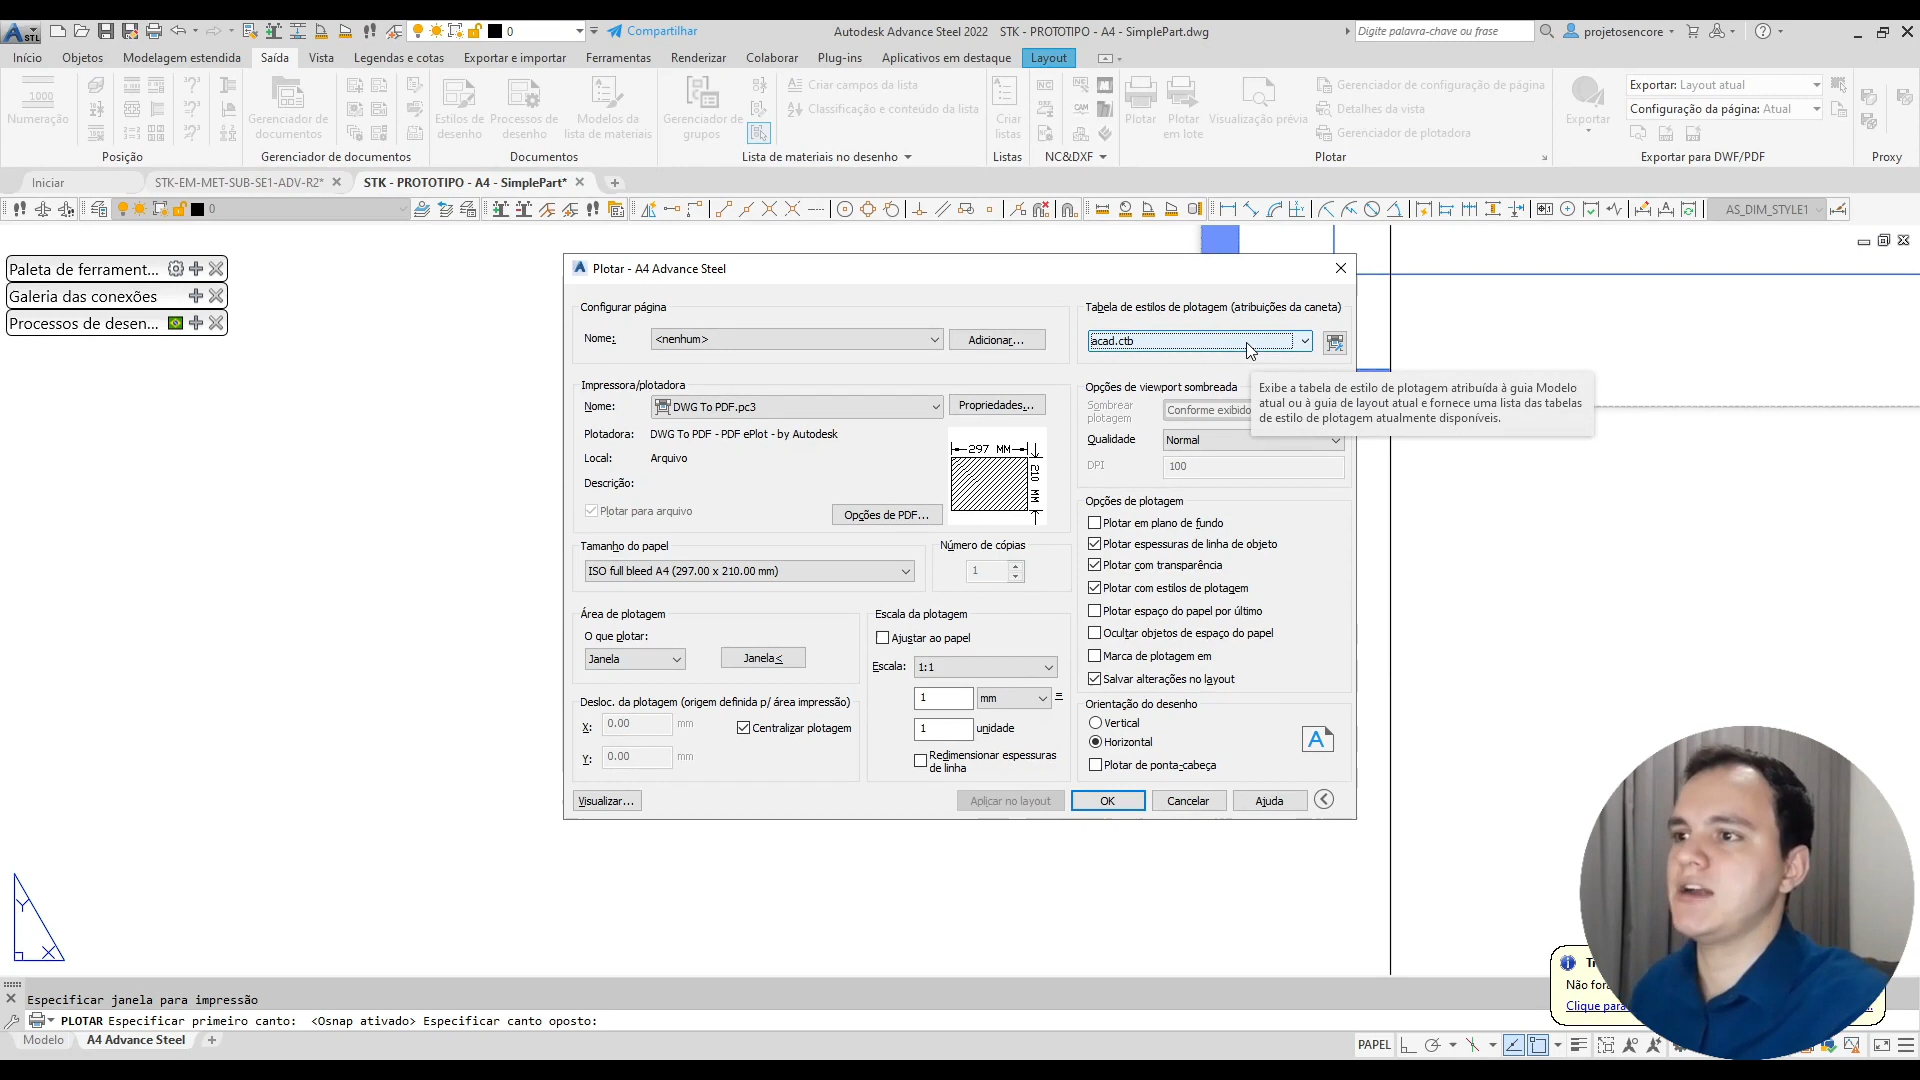 STL
0
Compartilhar
Autodesk Advance Steel 2022 STK - PROTOTIPO - A4 - SimplePart.dwg
Digite palavra-chave ou frase
projetosencore
Início Objetos Modelagem estendida Saída Vista Legendas e cotas Exportar e importar Ferramentas Renderizar Colaborar Plug-ins Aplicativos em destaque Layout
Numeração
Posição
Gerenciador de
documentos
Gerenciador de documentos
Estilos de
desenho
Processos de
desenho
Modelos da
lista de materiais
Documentos
Gerenciador de
grupos
Criar campos da lista
Classificação e conteúdo da lista
Lista de materiais no desenho
Criar
listas
Listas
NC&DXF
Plotar
Plotar
em lote
Visualização prévia
Gerenciador de configuração de página
Detalhes da vista
Gerenciador de plotadora
Plotar
Exportar
Exportar: Layout atual
Configuração da página: Atual
Exportar para DWF/PDF
Proxy
Iniciar
STK-EM-MET-SUB-SE1-ADV-R2*
STK - PROTOTIPO - A4 - SimplePart*
0
AS_DIM_STYLE1
Paleta de ferrament...
Galeria das conexões
Processos de desen...
Plotar - A4 Advance Steel
Configurar página
Nome: <nenhum>
Adicionar...
Impressora/plotadora
Nome: DWG To PDF.pc3
Propriedades...
Plotadora: DWG To PDF - PDF ePlot - by Autodesk
Local: Arquivo
Descrição:
Plotar para arquivo
Opções de PDF...
297 MM
210 MM
Tamanho do papel
ISO full bleed A4 (297.00 x 210.00 mm)
Número de cópias
1
Área de plotagem
O que plotar:
Janela
Janela<
Desloc. da plotagem (origem definida p/ área impressão)
X: 0.00 mm
Y: 0.00 mm
Centralizar plotagem
Escala da plotagem
Ajustar ao papel
Escala: 1:1
1 mm =
1 unidade
Redimensionar espessuras
de linha
Tabela de estilos de plotagem (atribuições da caneta)
acad.ctb
Exibe a tabela de estilo de plotagem atribuída à guia Modelo
atual ou à guia de layout atual e fornece uma lista das tabelas
de estilo de plotagem atualmente disponíveis.
Opções de viewport sombreada
Sombrear
plotagem
Conforme exibido
Qualidade Normal
DPI 100
Opções de plotagem
Plotar em plano de fundo
Plotar espessuras de linha de objeto
Plotar com transparência
Plotar com estilos de plotagem
Plotar espaço do papel por último
Ocultar objetos de espaço do papel
Marca de plotagem em
Salvar alterações no layout
Orientação do desenho
Vertical
Horizontal
Plotar de ponta-cabeça
A
Visualizar...
Aplicar no layout
OK
Cancelar
Ajuda
Y
X
Não
Clique
Especificar janela para impressão
PLOTAR Especificar primeiro canto: <Osnap ativado> Especificar canto oposto:
Modelo A4 Advance Steel
PAPEL